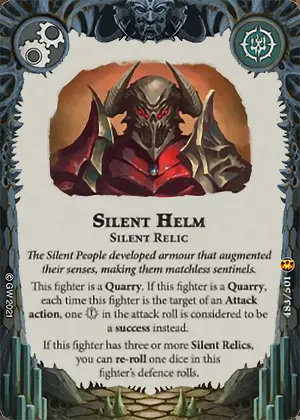 SILENT HELM
SILENT RELIC
The Silent People developed armour that augmented
their senses, making them matchless sentinels.
This fighter is a Quarry. If this fighter is a Quarry,
each time this fighter is the target of an Attack
action, one in the attack roll is considered to
be a success instead.
If this fighter has three or more Silent Relics,
you can re-roll one dice in this
fighter's defence rolls.
© GW 2021
483/501